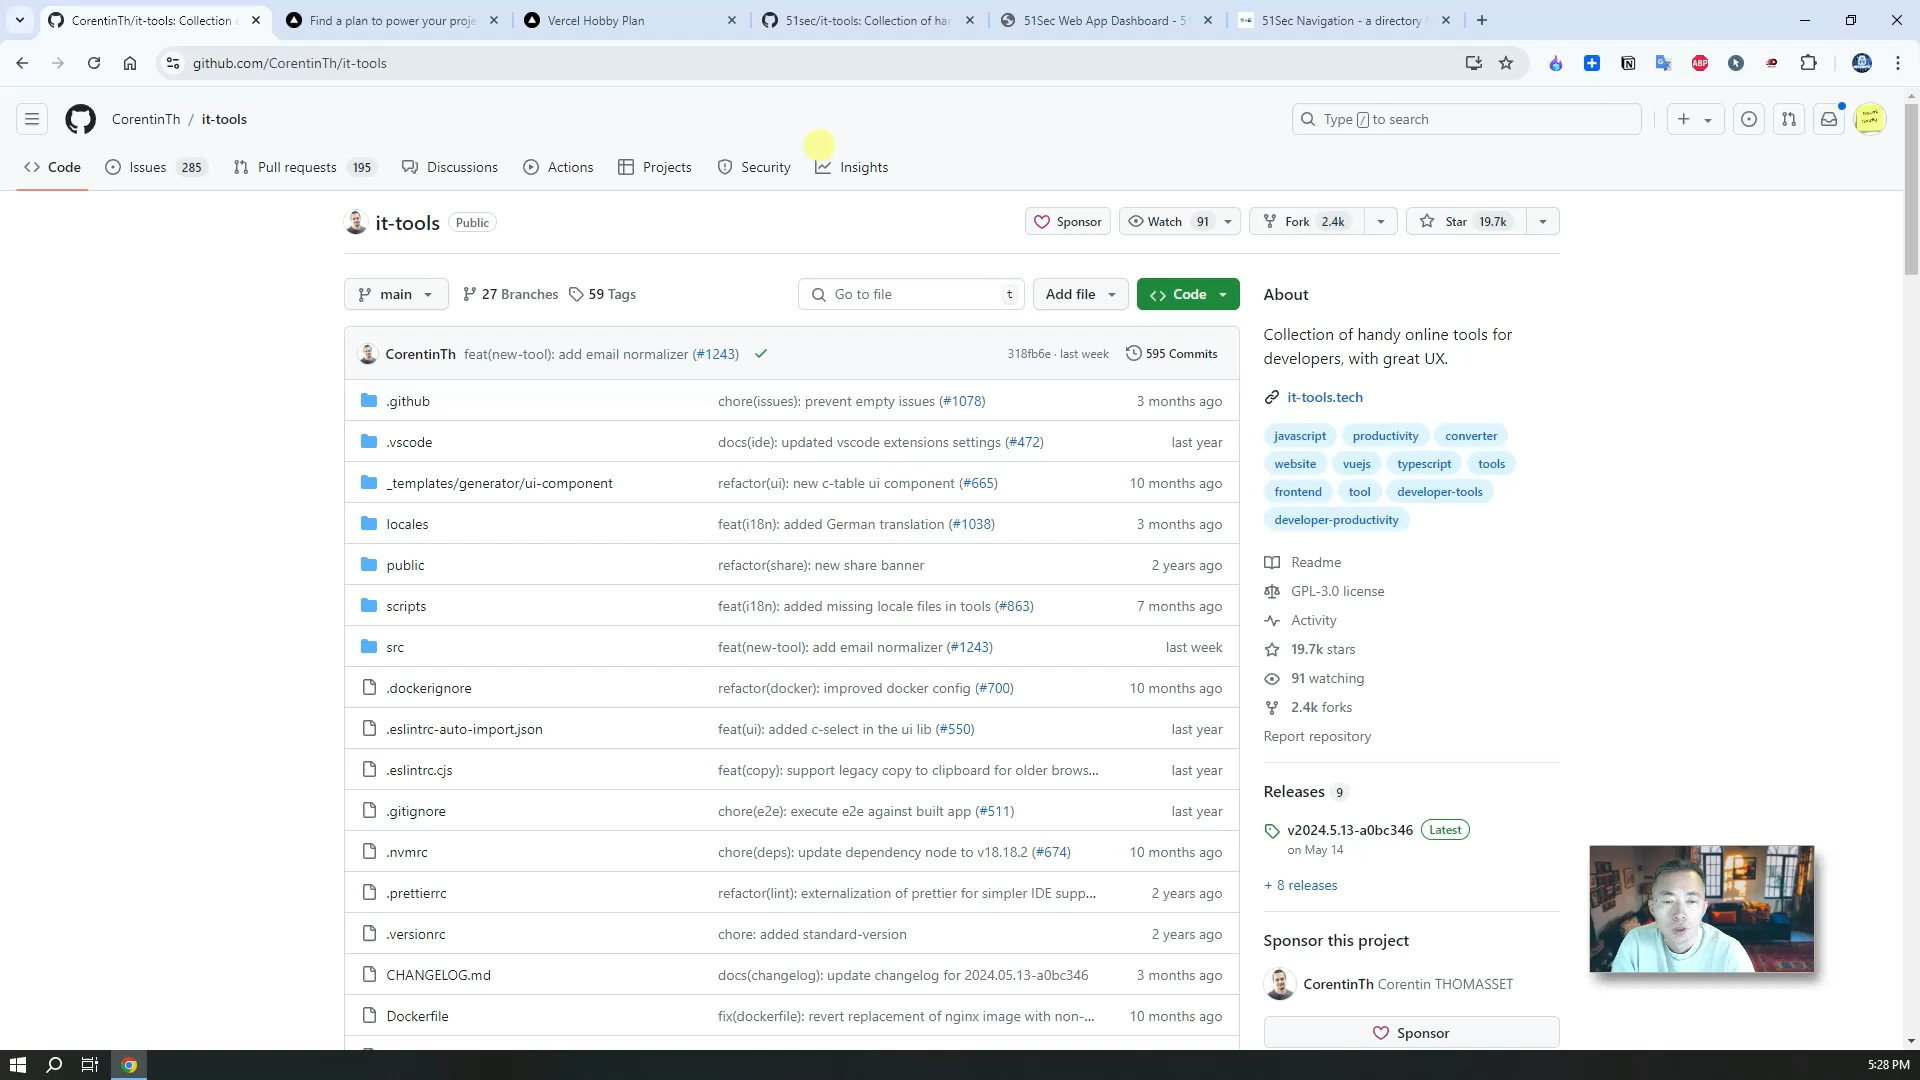 CorentinTh/it-tools: Collection
Find a plan to power your proje
Vercel Hobby Plan
51sec/it-tools: Collection of ha
51Sec Web App Dashboard - 5
51Sec Navigation - a directory
github.com/CorentinTh/it-tools
ABP
CorentinTh / it-tools
Type / to search
Code
Issues 285
Pull requests 195
Discussions
Actions
Projects
Security
Insights
it-tools Public
Sponsor
Watch 91
Fork 2.4k
Star 19.7k
main
27 Branches
59 Tags
Go to file t
Add file
Code
CorentinTh feat(new-tool): add email normalizer (#1243) 318fb6e · last week 595 Commits
.github chore(issues): prevent empty issues (#1078) 3 months ago
.vscode docs(ide): updated vscode extensions settings (#472) last year
_templates/generator/ui-component refactor(ui): new c-table ui component (#665) 10 months ago
locales feat(i18n): added German translation (#1038) 3 months ago
public refactor(share): new share banner 2 years ago
scripts feat(i18n): added missing locale files in tools (#863) 7 months ago
src feat(new-tool): add email normalizer (#1243) last week
.dockerignore refactor(docker): improved docker config (#700) 10 months ago
.eslintrc-auto-import.json feat(ui): added c-select in the ui lib (#550) last year
.eslintrc.cjs feat(copy): support legacy copy to clipboard for older brows... last year
.gitignore chore(e2e): execute e2e against built app (#511) last year
.nvmrc chore(deps): update dependency node to v18.18.2 (#674) 10 months ago
.prettierrc refactor(lint): externalization of prettier for simpler IDE supp... 2 years ago
.versionrc chore: added standard-version 2 years ago
CHANGELOG.md docs(changelog): update changelog for 2024.05.13-a0bc346 3 months ago
Dockerfile fix(dockerfile): revert replacement of nginx image with non-... 10 months ago
About
Collection of handy online tools for
developers, with great UX.
it-tools.tech
javascript productivity converter
website vuejs typescript tools
frontend tool developer-tools
developer-productivity
Readme
GPL-3.0 license
Activity
19.7k stars
91 watching
2.4k forks
Report repository
Releases 9
v2024.5.13-a0bc346 Latest
on May 14
+ 8 releases
Sponsor this project
CorentinTh Corentin THOMASSET
Sponsor
5:28 PM